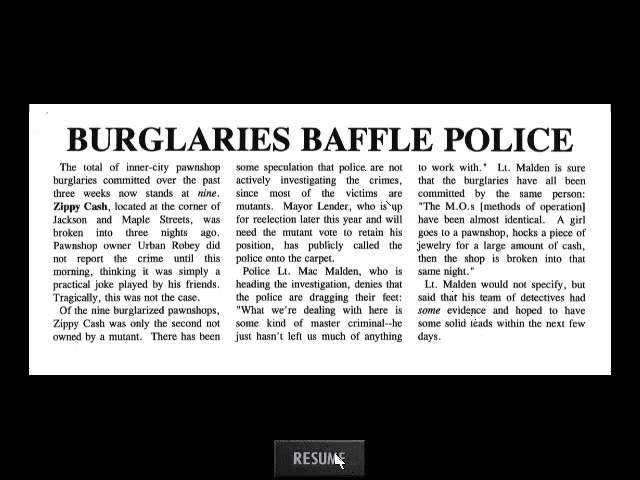 BURGLARIES BAFFLE POLICE
The total of inner-city pawnshop
burglaries committed over the past
three weeks now stands at nine.
Zippy Cash, located at the corner of
Jackson and Maple Streets, was
broken into three nights ago.
Pawnshop owner Urban Robey did
not report the crime until this
morning, thinking it was simply a
practical joke played by his friends.
Tragically, this was not the case.
Of the nine burglarized pawnshops,
Zippy Cash was only the second not
owned by a mutant. There has been
some speculation that police are not
actively investigating the crimes,
since most of the victims are
mutants. Mayor Lender, who is up
for reelection later this year and will
need the mutant vote to retain his
position, has publicly called the
police onto the carpet.
Police Lt. Mac Malden, who is
heading the investigation, denies that
the police are dragging their feet:
"What we're dealing with here is
some kind of master criminal--he
just hasn't left us much of anything
to work with." Lt. Malden is sure
that the burglaries have all been
committed by the same person:
"The M.O.s [methods of operation]
have been almost identical. A girl
goes to a pawnshop, hocks a piece of
jewelry for a large amount of cash,
then the shop is broken into that
same night."
Lt. Malden would not specify, but
said that his team of detectives had
some evidence and hoped to have
some solid leads within the next few
days.
RESUME